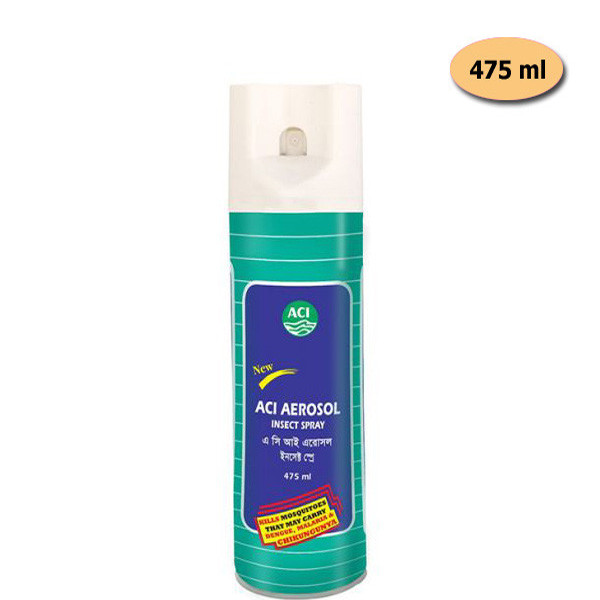 475 ml
ACI
New
ACI AEROSOL
INSECT SPRAY
এ সি আই এরোসল
ইনসেক্ট স্প্রে
475 ml
KILLS MOSQUITOES
THAT MAY CARRY
DENGUE, MALARIA &
CHIKUNGUNYA